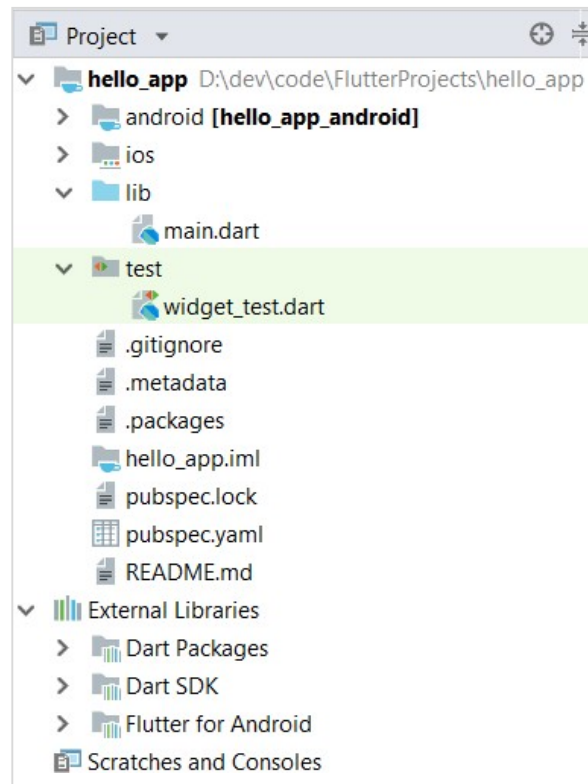 Project
hello_app D:\dev\code\FlutterProjects\hello_app
android [hello_app_android]
ios
lib
main.dart
test
widget_test.dart
.gitignore
.metadata
.packages
hello_app.iml
pubspec.lock
pubspec.yaml
README.md
External Libraries
Dart Packages
Dart SDK
Flutter for Android
Scratches and Consoles